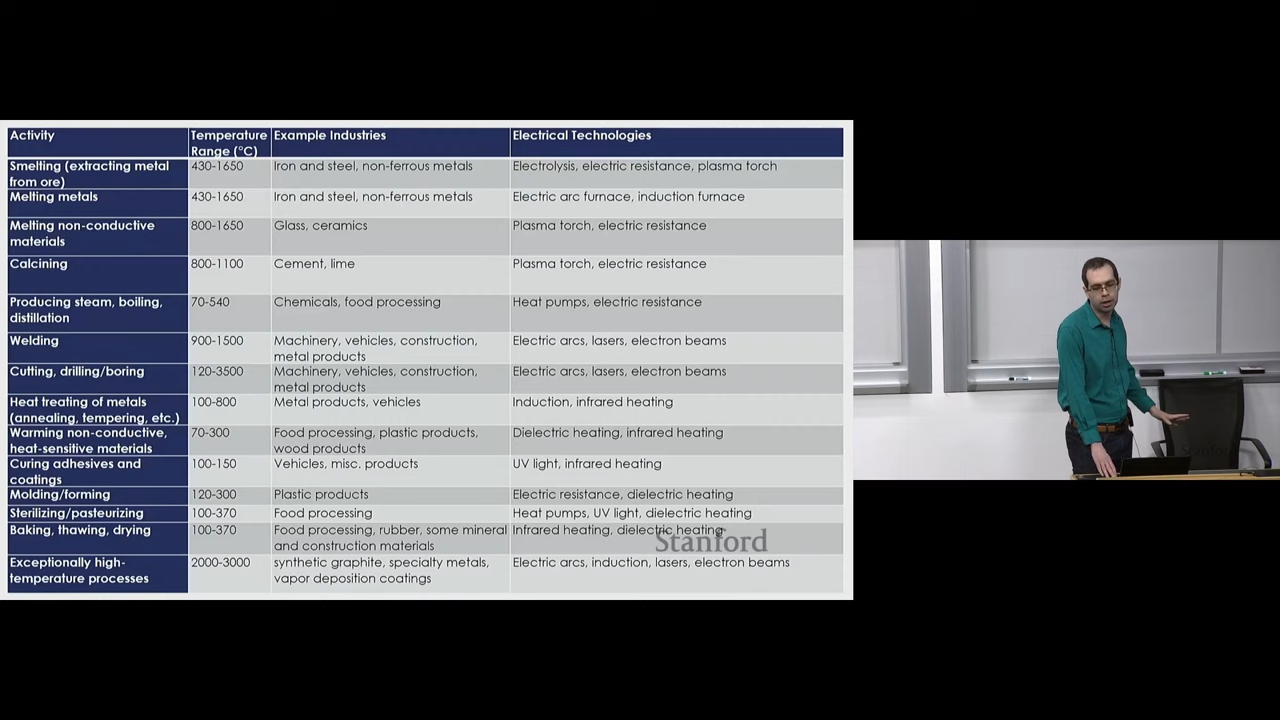 Activity
Temperature
Range (°C)
Example Industries
Electrical Technologies
Smelting (extracting metal
from ore)
430-1650
Iron and steel, non-ferrous metals
Electrolysis, electric resistance, plasma torch
Melting metals
430-1650
Iron and steel, non-ferrous metals
Electric arc furnace, induction furnace
Melting non-conductive
materials
800-1650
Glass, ceramics
Plasma torch, electric resistance
Calcining
800-1100
Cement, lime
Plasma torch, electric resistance
Producing steam, boiling,
distillation
70-540
Chemicals, food processing
Heat pumps, electric resistance
Welding
900-1500
Machinery, vehicles, construction,
metal products
Electric arcs, lasers, electron beams
Cutting, drilling/boring
120-3500
Machinery, vehicles, construction,
metal products
Electric arcs, lasers, electron beams
Heat treating of metals
(annealing, tempering, etc.)
100-800
Metal products, vehicles
Induction, infrared heating
Warming non-conductive,
heat-sensitive materials
70-300
Food processing, plastic products,
wood products
Dielectric heating, infrared heating
Curing adhesives and
coatings
100-150
Vehicles, misc. products
UV light, infrared heating
Molding/forming
120-300
Plastic products
Electric resistance, dielectric heating
Sterilizing/pasteurizing
100-370
Food processing
Heat pumps, UV light, dielectric heating
Baking, thawing, drying
100-370
Food processing, rubber, some mineral
and construction materials
Infrared heating, dielectric heating
Stanford
Exceptionally high-
temperature processes
2000-3000
synthetic graphite, specialty metals,
vapor deposition coatings
Electric arcs, induction, lasers, electron beams